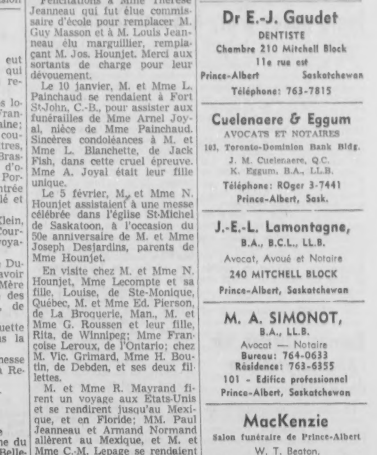 Félicitations à Mme Thérèse
Jeanneau qui fut élue commis-
saire d'école pour remplacer M.
Guy Masson et à M. Louis Jean-
neau élu marguillier, rempla-
çant M. Jos. Hounjet. Merci aux
sortants de charge pour leur
dévouement.
Le 10 janvier, M. et Mme L.
Painchaud se rendaient à Fort
St-John, C.-B., pour assister aux
funérailles de Mme Arnel Joy-
al, nièce de Mme Painchaud.
Sincères condoléances à M. et
Mme L. Blanchette, de Jack
Fish, dans cette cruel épreuve.
Mme A. Joyal était leur fille
unique.
Le 5 février, M. et Mme N.
Hounjet assistaient à une messe
célébrée dans l'église St-Michel
de Saskatoon, à l'occasion du
50e anniversaire de M. et Mme
Joseph Desjardins, parents de
Mme Hounjet.
En visite chez M. et Mme N.
Hounjet, Mme Lecompte et sa
fille, Louise, de Ste-Monique,
Québec, M. et Mme Ed. Pierson,
de La Broquerie, Man., M. et
Mme G. Roussen et leur fille,
Rita, de Winnipeg; Mme Fran-
çoise Leroux, de l'Ontario; chez
M. Vic. Grimard, Mme H. Bou-
tin, de Debden, et ses deux fil-
lettes.
M. et Mme R. Mayrand fi-
rent un voyage aux Etats-Unis
et se rendirent jusqu'au Mexi-
que, et en Floride; MM. Paul
Jeanneau et Armand Normand
allèrent au Mexique, et M. et
Mme C.-M. Lepage se rendaient
Dr E.-J. Gaudet
DENTISTE
Chambre 210 Mitchell Block
11e rue est
Prince-Albert Saskatchewan
Téléphone: 763-7815
Cuelenaere & Eggum
AVOCATS ET NOTAIRES
Toronto-Dominion Bank Bldg.
J. M. Cuelenaere, Q.C.
K. Eggum, B.A., LL.B.
Téléphone: ROger 3-7441
Prince-Albert, Sask.
J.-E.-L. Lamontagne,
B.A., B.C.L., LL.B.
Avocat, Avoué et Notaire
240 MITCHELL BLOCK
Prince-Albert, Saskatchewan
M. A. SIMONOT,
B.A., LL.B.
Avocat — Notaire
Bureau: 764-0633
Résidence: 763-6355
101 - Edifice professionnel
Prince-Albert, Saskatchewan
MacKenzie
Salon funéraire de Prince-Albert
W. T. Beaton,